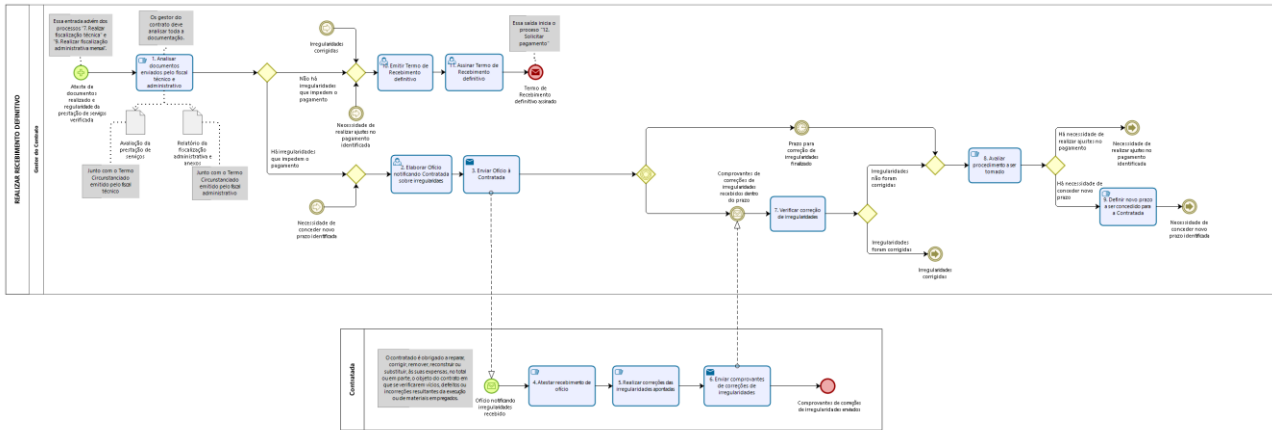 REALIZAR RECEBIMENTO DEFINITIVO
Gestor do Contrato
Essa entrada advém dos
processos "7. Realizar
fiscalização técnica" e
"9. Realizar fiscalização
administrativa mensal".
Os gestor do
contrato deve
analisar toda a
documentação.
1. Analisar
documentos
enviados pelo fiscal
técnico e
administrativo
Ateste da
documentos
realizado e
regularidade da
prestação de serviço
verificada
Avaliação da
prestação de
serviços
Relatório da
fiscalização
administrativa e
anexos
Junto com o Termo
Circunstanciado
emitido pelo fiscal
técnico
Junto com o Termo
Circunstanciado
emitido pelo fiscal
administrativo
Irregularidades
corrigidas
Não há
irregularidades
que impedem o
pagamento
Necessidade de
realizar ajustes no
pagamento
identificada
10. Emitir Termo de
Recebimento
definitivo
11. Assinar Termo de
Recebimento
definitivo
Essa saída inicia o
processo "12.
Solicitar
pagamento"
Termo de
Recebimento
definitivo assinado
Há irregularidades
que impedem o
pagamento
Necessidade de
conceder novo
prazo identificada
2. Elaborar Ofício
notificando Contratada
sobre irregularidades
3. Enviar Ofício à
Contratada
Prazo para
correção de
irregularidades
finalizado
Comprovantes de
correções de
irregularidades
recebidos dentro
do prazo
7. Verificar correção
de irregularidades
Irregularidades
não foram
corrigidas
Irregularidades
foram corrigidas
Irregularidades
corrigidas
8. Avaliar
procedimento a ser
tomado
Há necessidade de
realizar ajustes no
pagamento
Necessidade de
realizar ajustes no
pagamento
identificada
Há necessidade de
conceder novo
prazo
9. Definir novo prazo
a ser concedido para
a Contratada
Necessidade de
conceder novo
prazo identificada
Contratada
O contratado é obrigado a reparar,
corrigir, remover, reconstruir ou
substituir, às suas expensas, no total
ou em parte, o objeto do contrato em
que se verificarem vícios, defeitos ou
incorreções resultantes da execução
ou de materiais empregados.
Ofício notificando
irregularidades
recebido
4. Atestar recebimento de
ofício
5. Realizar correções das
irregularidades apontadas
6. Enviar comprovantes
de correções de
irregularidades
Comprovantes de correções
de irregularidades enviados